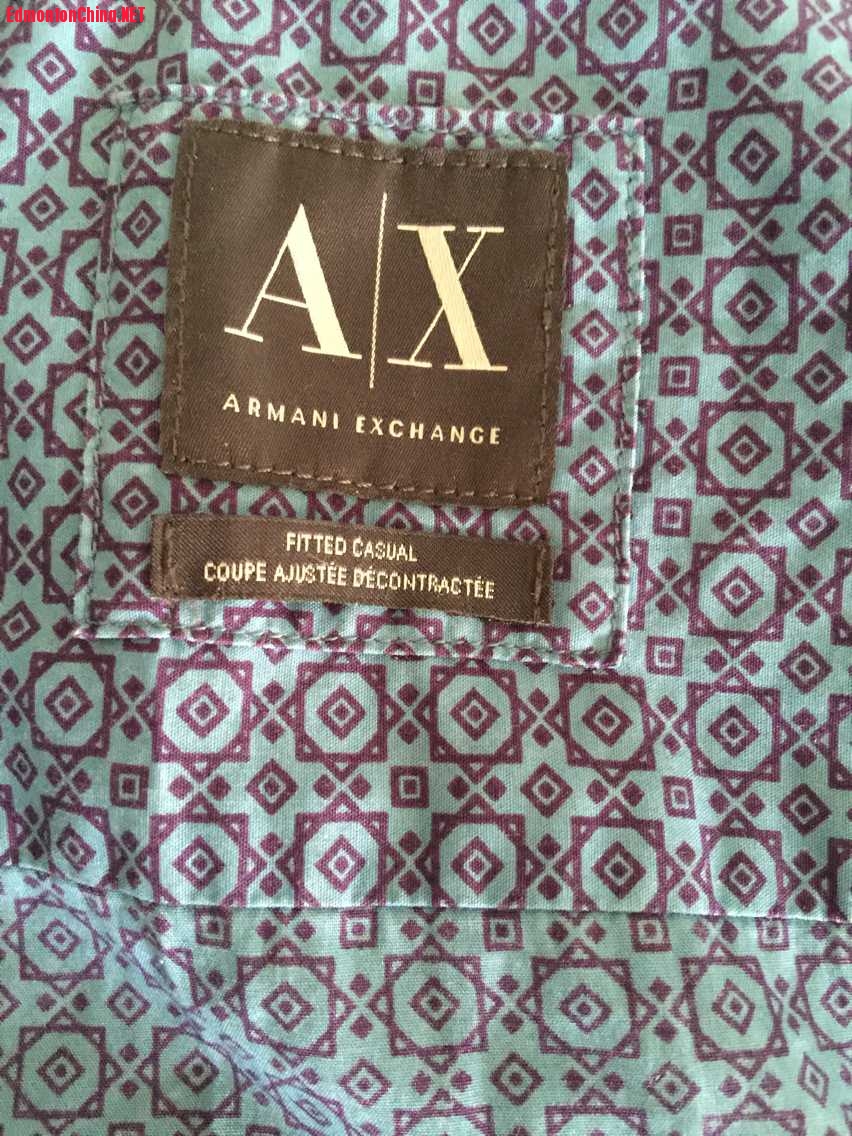 EdmontonChina.NET
A|X
ARMANI EXCHANGE
FITTED CASUAL
COUPE AJUSTÉE DÉCONTRACTÉE